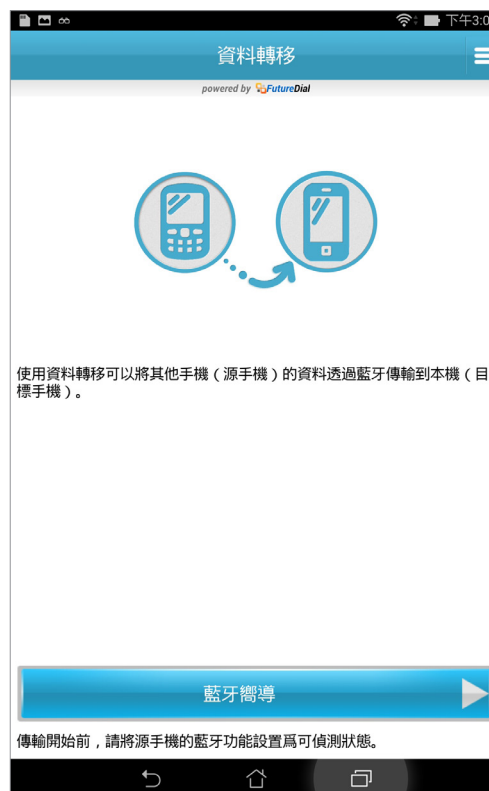 下午3:0
資料轉移
powered by FutureDial
使用資料轉移可以將其他手機（源手機）的資料透過藍牙傳輸到本機（目
標手機）。
藍牙嚮導
傳輸開始前，請將源手機的藍牙功能設置爲可偵測狀態。